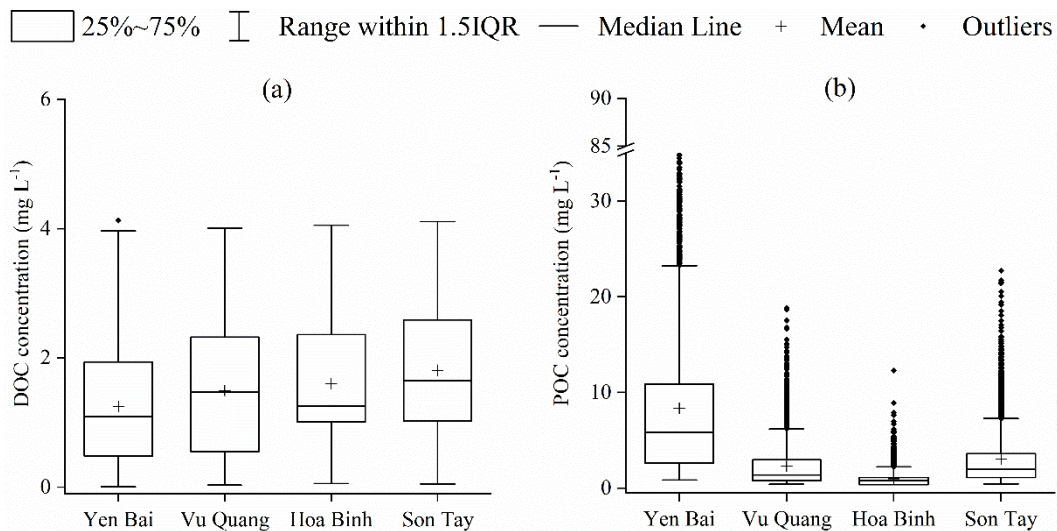 25%~75% Range within 1.5IQR Median Line + Mean Outliers
(a) (b)
DOC concentration (mg L⁻¹)
6
4
2
0
Yen Bai Vu Quang Hoa Binh Son Tay
POC concentration (mg L⁻¹)
90
85
30
20
10
0
Yen Bai Vu Quang Hoa Binh Son Tay